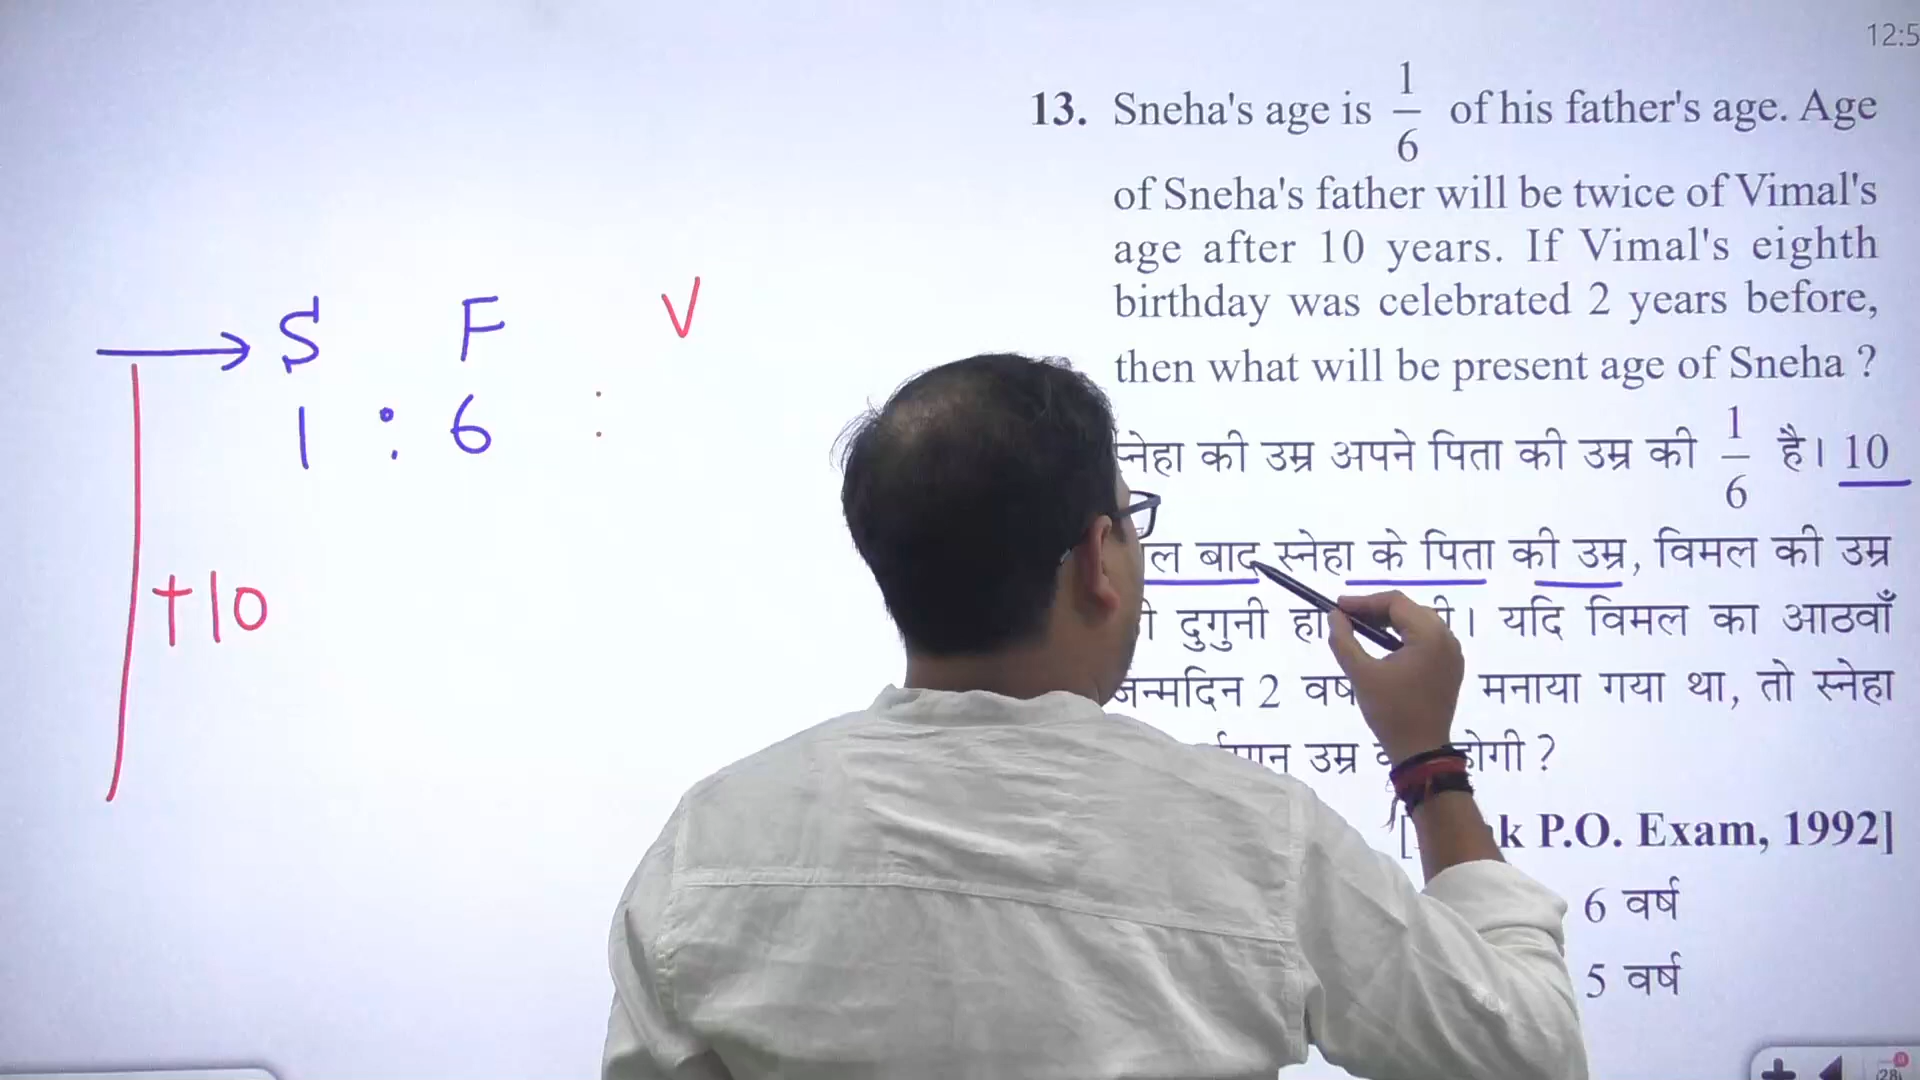 12:5
13. Sneha's age is 1/6 of his father's age. Age
of Sneha's father will be twice of Vimal's
age after 10 years. If Vimal's eighth
birthday was celebrated 2 years before,
then what will be present age of Sneha ?
स्नेहा की उम्र अपने पिता की उम्र की 1/6 है। 10
बाद स्नेहा के पिता की उम्र, विमल की उम्र
दुगुनी यदि विमल का आठवाँ
जन्मदिन 2 मनाया गया था, तो स्नेहा
उम्र होगी ?
P.O. Exam, 1992]
6 वर्ष
5 वर्ष
→ S F V
1 : 6 :
+10